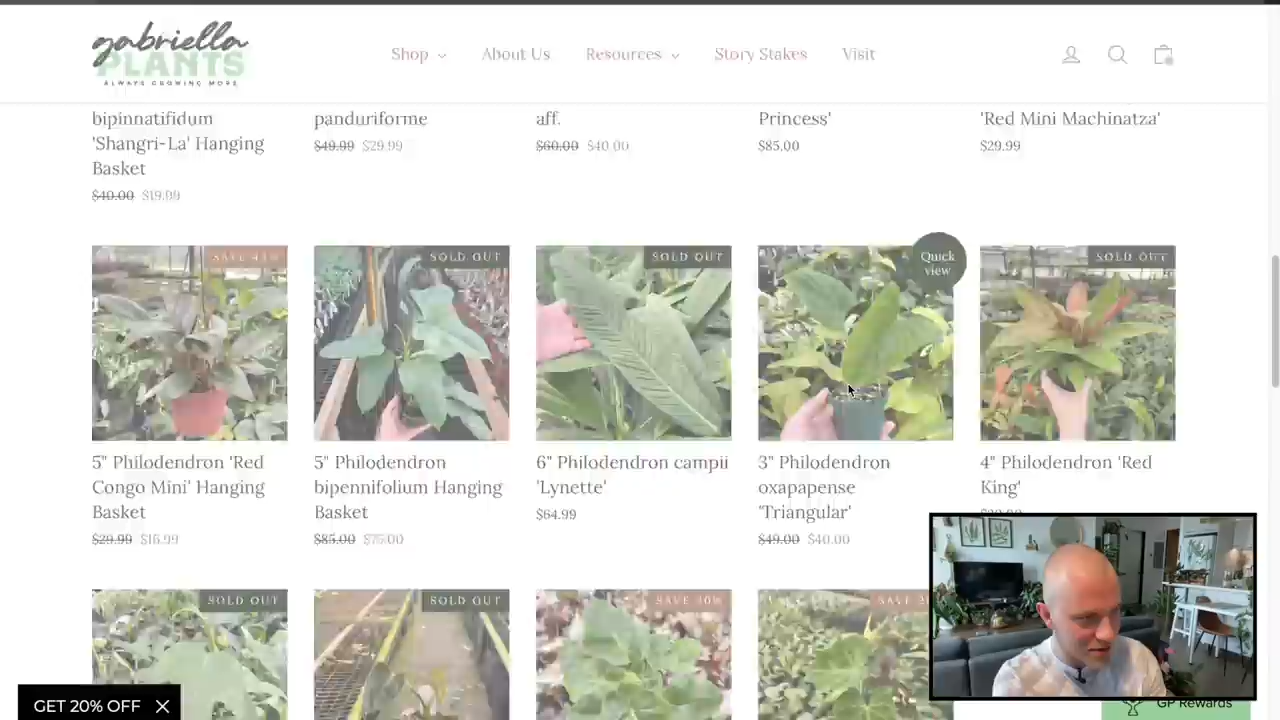 gabriella
PLANTS
ALWAYS GROWING MORE
Shop
About Us
Resources
Story Stakes
Visit
bipinnatifidum
'Shangri-La' Hanging
Basket
$40.00 $19.99
panduriforme
$49.99 $29.99
aff.
$60.00 $40.00
Princess'
$85.00
'Red Mini Machinatza'
$29.99
SAVE 43%
SOLD OUT
SOLD OUT
Quick
view
SOLD OUT
5" Philodendron 'Red
Congo Mini' Hanging
Basket
$29.99 $16.99
5" Philodendron
bipennifolium Hanging
Basket
$85.00 $75.00
6" Philodendron campii
'Lynette'
$64.99
3" Philodendron
oxapapense
'Triangular'
$49.00 $40.00
4" Philodendron 'Red
King'
SOLD OUT
SOLD OUT
SAVE 30%
GET 20% OFF
GP Rewards